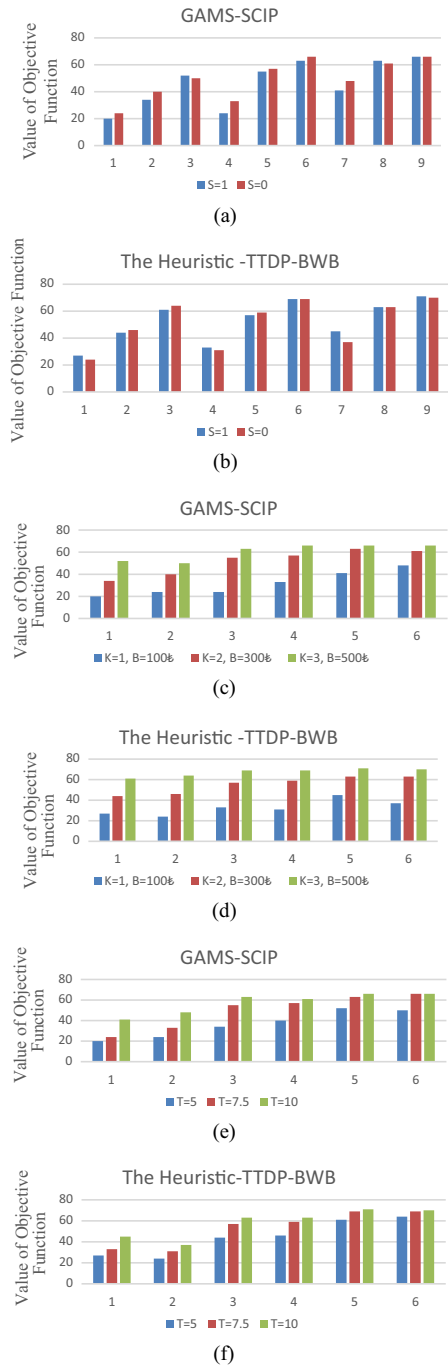 GAMS-SCIP
Value of Objective
Function
80
60
40
20
0
1 2 3 4 5 6 7 8 9
S=1 S=0
(a)
The Heuristic -TTDP-BWB
Value of Objective Function
80
60
40
20
0
1 2 3 4 5 6 7 8 9
S=1 S=0
(b)
GAMS-SCIP
Value of Objective
Function
80
60
40
20
0
1 2 3 4 5 6
K=1, B=100₺ K=2, B=300₺ K=3, B=500₺
(c)
The Heuristic -TTDP-BWB
Value of Objective
Function
80
60
40
20
0
1 2 3 4 5 6
K=1, B=100₺ K=2, B=300₺ K=3, B=500₺
(d)
GAMS-SCIP
Value of Objective
Function
80
60
40
20
0
1 2 3 4 5 6
T=5 T=7.5 T=10
(e)
The Heuristic-TTDP-BWB
Value of Objective
Function
80
60
40
20
0
1 2 3 4 5 6
T=5 T=7.5 T=10
(f)